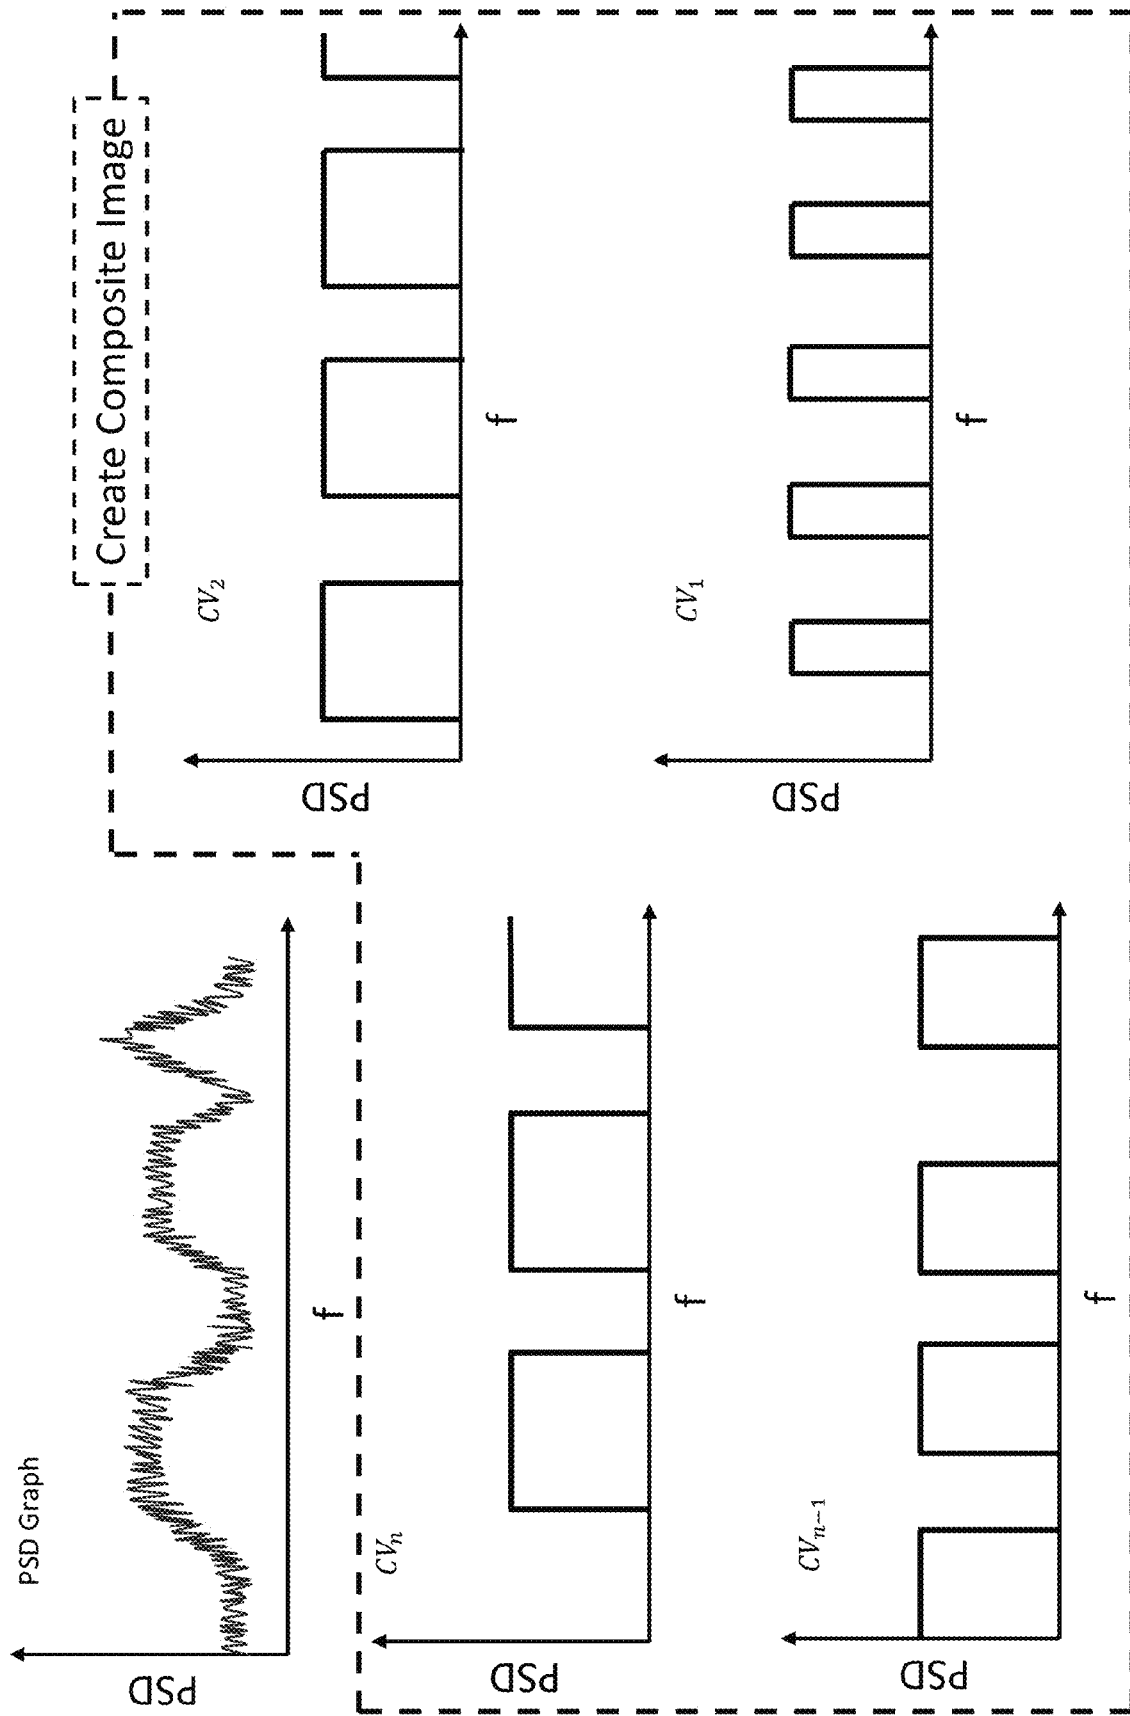 PSD Graph
PSD
f
Create Composite Image
CV₂
PSD
f
CVₙ
PSD
f
CV₁
PSD
f
CVₙ₋₁
PSD
f